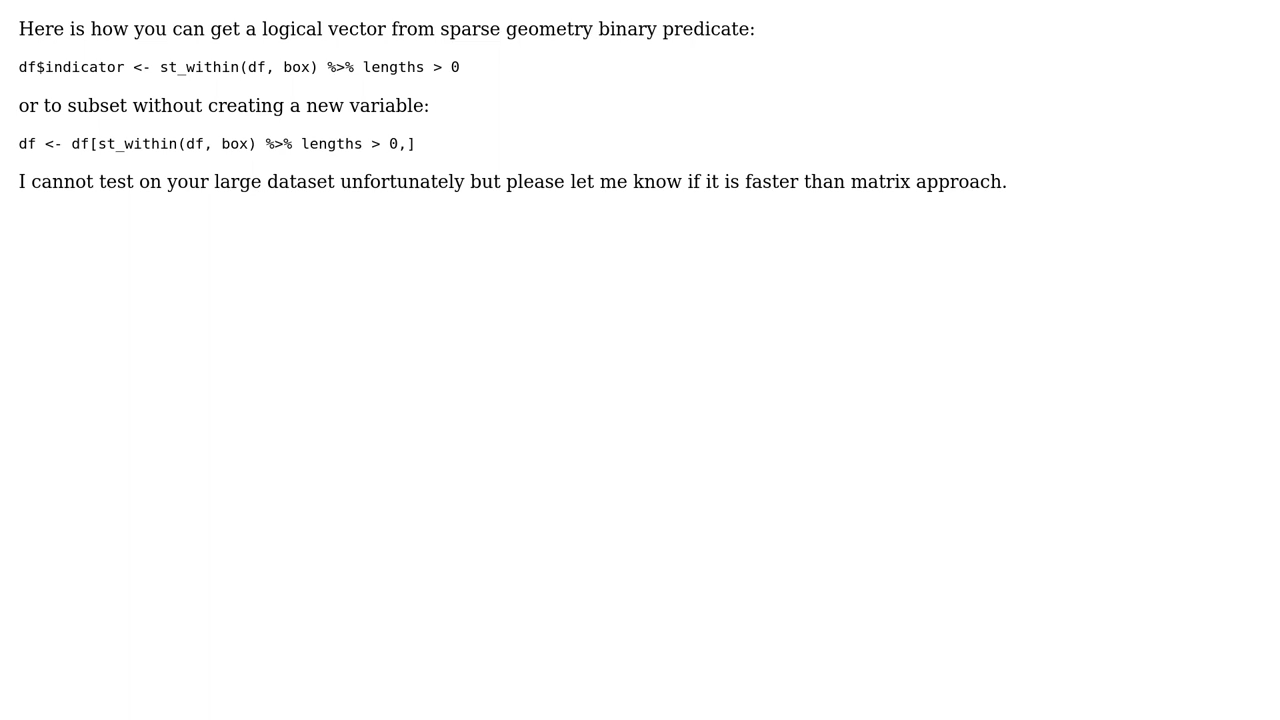 Here is how you can get a logical vector from sparse geometry binary predicate:
df$indicator <- st_within(df, box) %>% lengths > 0
or to subset without creating a new variable:
df <- df[st_within(df, box) %>% lengths > 0,]
I cannot test on your large dataset unfortunately but please let me know if it is faster than matrix approach.